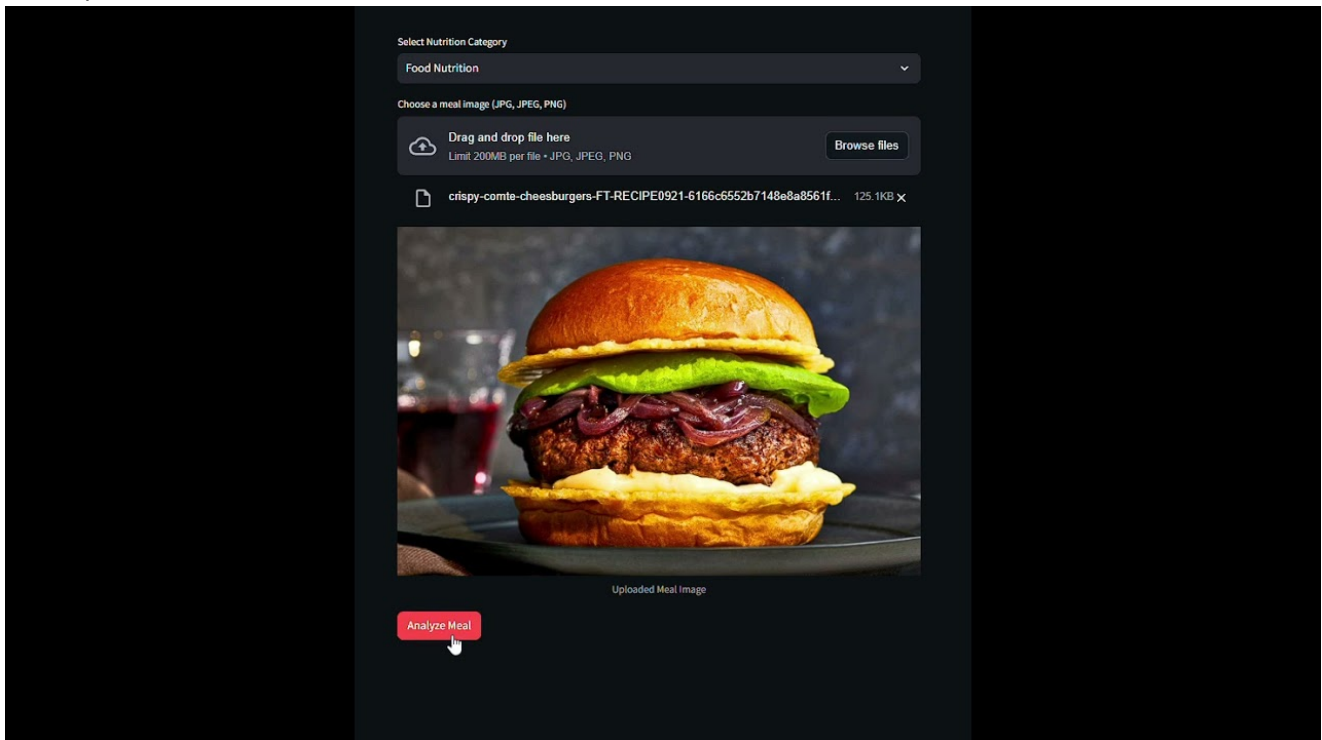 Select Nutrition Category
Food Nutrition
Choose a meal image (JPG, JPEG, PNG)
Drag and drop file here
Limit 200MB per file • JPG, JPEG, PNG
Browse files
crispy-comte-cheesburgers-FT-RECIPE0921-6166c6552b7148e8a8561f... 125.1KB
Uploaded Meal Image
Analyze Meal